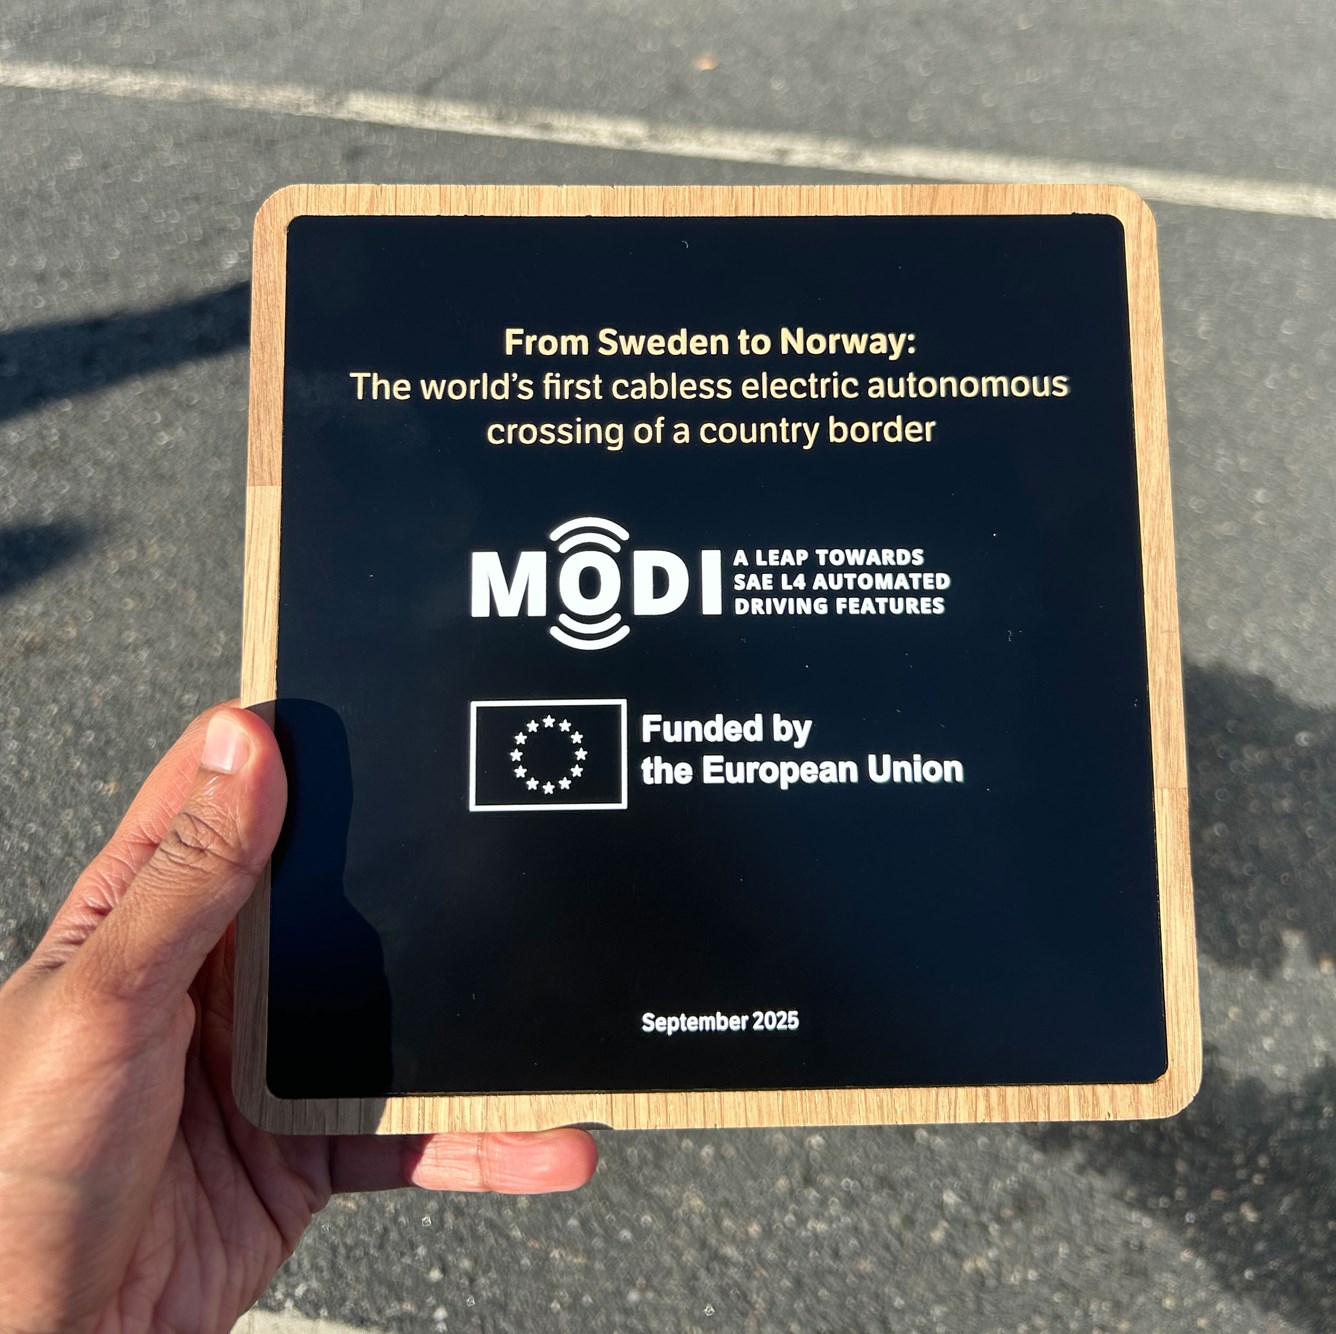 From Sweden to Norway:
The world's first cabless electric autonomous
crossing of a country border
MODI
A LEAP TOWARDS
SAE L4 AUTOMATED
DRIVING FEATURES
Funded by
the European Union
September 2025